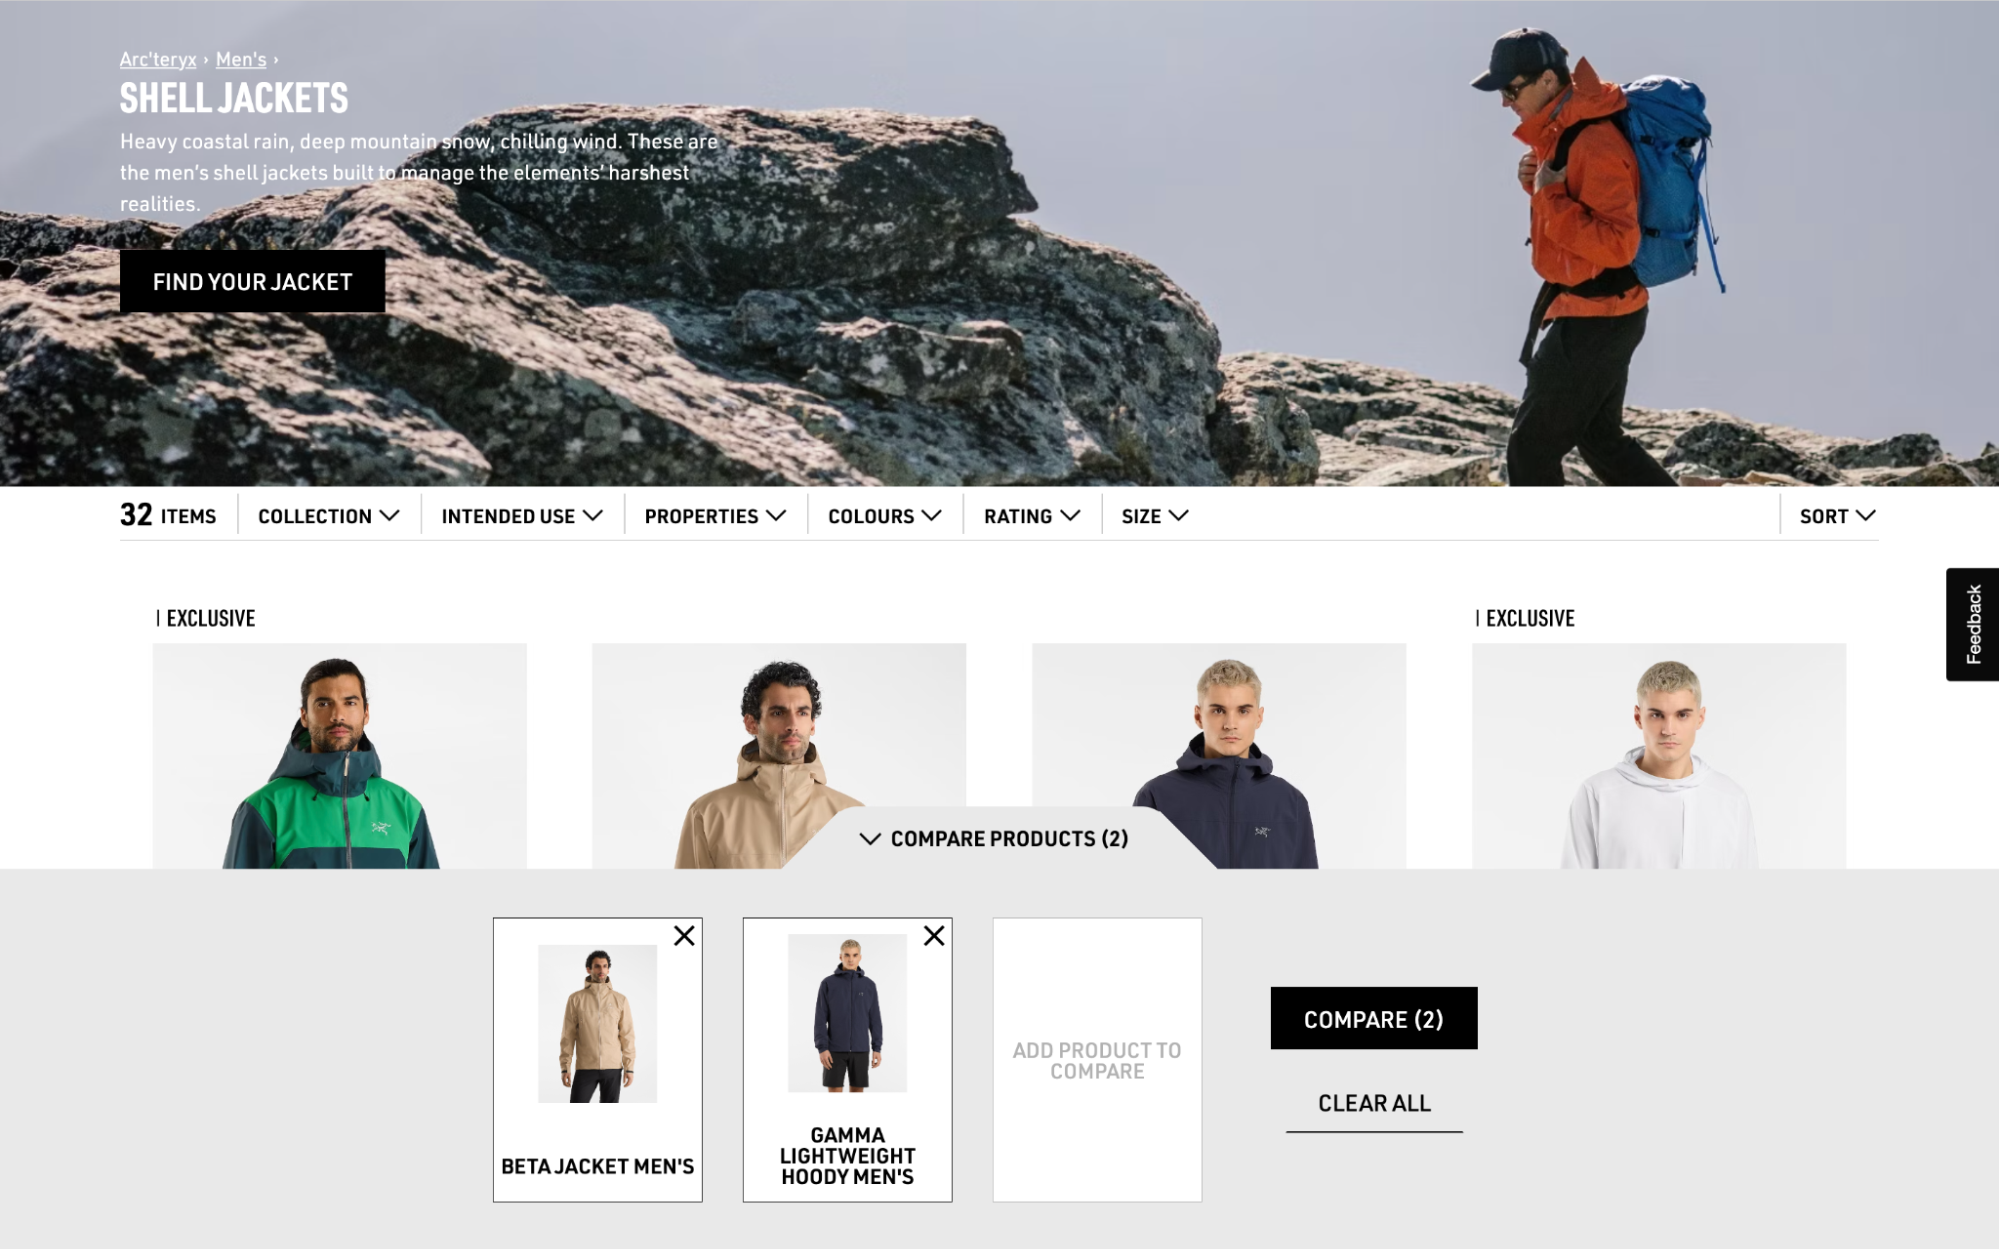 Arc'teryx › Men's ›
SHELL JACKETS
Heavy coastal rain, deep mountain snow, chilling wind. These are
the men’s shell jackets built to manage the elements’ harshest
realities.
FIND YOUR JACKET
32 ITEMS
COLLECTION
INTENDED USE
PROPERTIES
COLOURS
RATING
SIZE
SORT
Feedback
| EXCLUSIVE
| EXCLUSIVE
COMPARE PRODUCTS (2)
BETA JACKET MEN'S
GAMMA
LIGHTWEIGHT
HOODY MEN'S
ADD PRODUCT TO
COMPARE
COMPARE (2)
CLEAR ALL